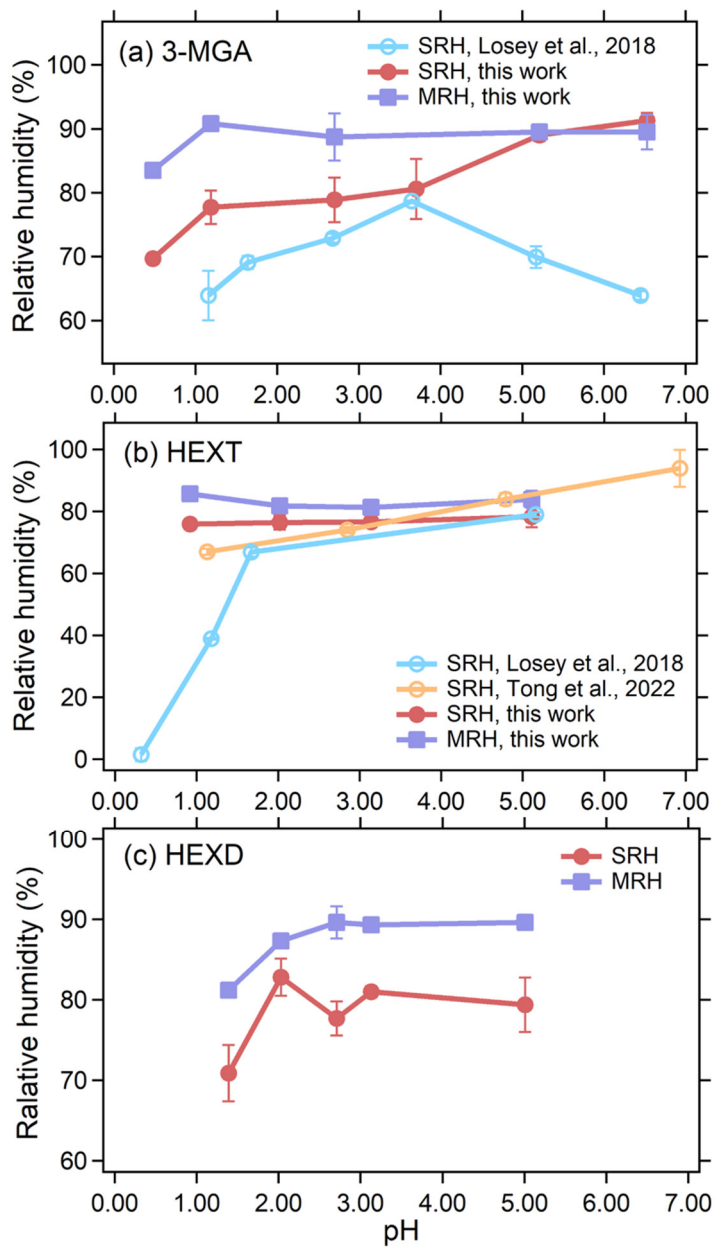 (a) 3-MGA
SRH, Losey et al., 2018
SRH, this work
MRH, this work
Relative humidity (%)
100
90
80
70
60
0.00 1.00 2.00 3.00 4.00 5.00 6.00 7.00
(b) HEXT
Relative humidity (%)
100
80
60
40
20
0
SRH, Losey et al., 2018
SRH, Tong et al., 2022
SRH, this work
MRH, this work
0.00 1.00 2.00 3.00 4.00 5.00 6.00 7.00
(c) HEXD
SRH
MRH
Ralative humidity (%)
100
90
80
70
60
0.00 1.00 2.00 3.00 4.00 5.00 6.00 7.00
pH